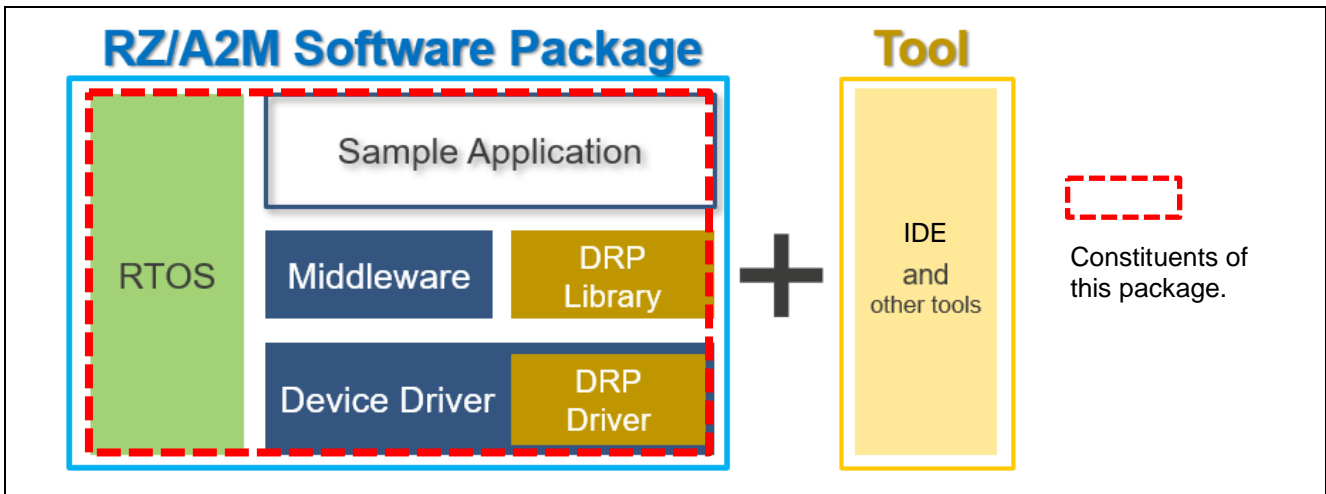 RZ/A2M Software Package
Tool
RTOS
Sample Application
Middleware
DRP
Library
Device Driver
DRP
Driver
+
IDE
and
other tools
Constituents of
this package.